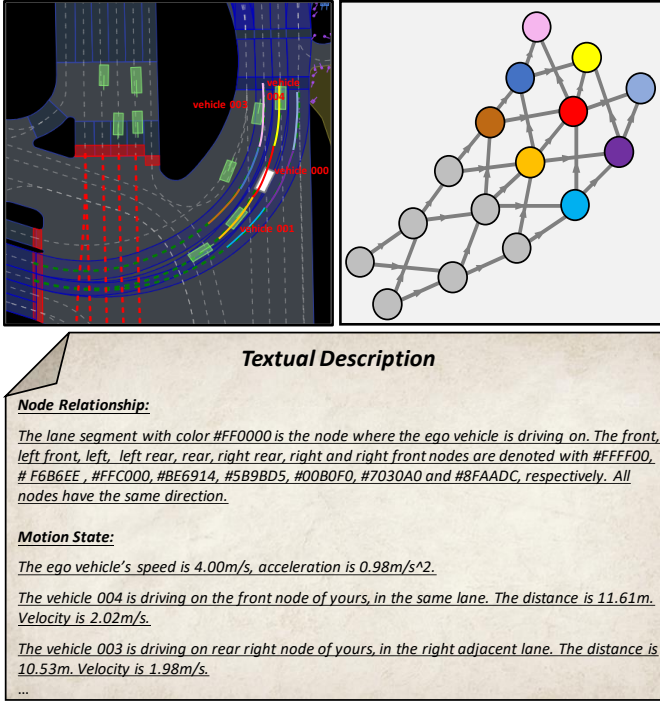 vehicle
004
vehicle 003
vehicle 000
Textual Description
Node Relationship:
The lane segment with color #FF0000 is the node where the ego vehicle is driving on. The front,
left front, left, left rear, rear, right rear, right and right front nodes are denoted with #FFFF00,
# F6B6EE , #FFC000, #BE6914, #5B9BD5, #00B0F0, #7030A0 and #8FAADC, respectively. All
nodes have the same direction.
Motion State:
The ego vehicle's speed is 4.00m/s, acceleration is 0.98m/s^2.
The vehicle 004 is driving on the front node of yours, in the same lane. The distance is 11.61m.
Velocity is 2.02m/s.
The vehicle 003 is driving on rear right node of yours, in the right adjacent lane. The distance is
10.53m. Velocity is 1.98m/s.
...